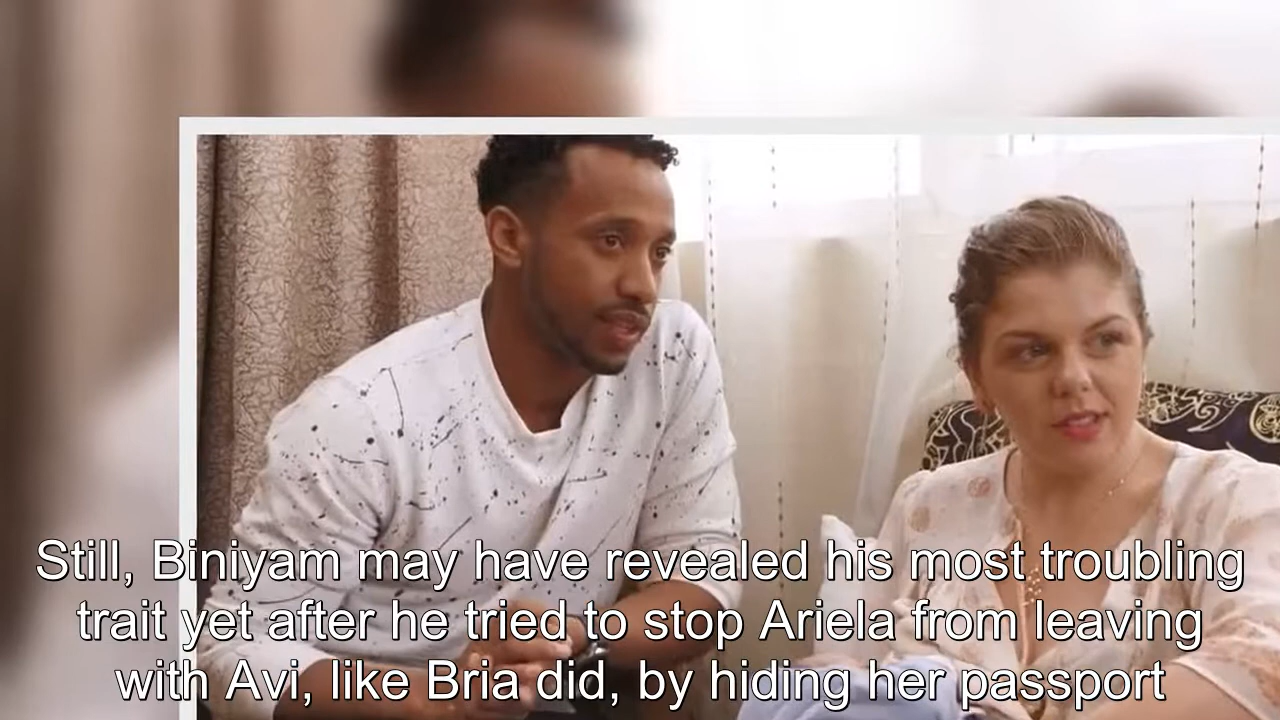 Still, Biniyam may have revealed his most troubling
trait yet after he tried to stop Ariela from leaving
with Avi, like Bria did, by hiding her passport